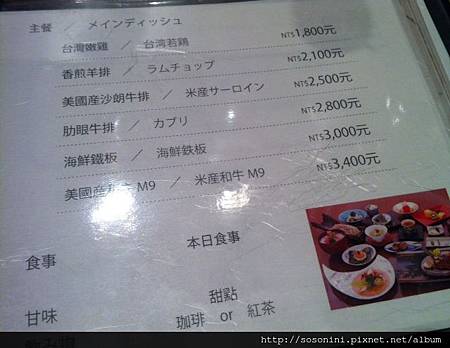 主餐 ／ メインディッシュ
台灣嫩雞 ／ 台湾若鶏 NT$1,800元
香煎羊排 ／ ラムチョップ NT$2,100元
美國産沙朗牛排 ／ 米産サーロイン NT$2,500元
肋眼牛排 ／ カブリ NT$2,800元
海鮮鐵板 ／ 海鮮鉄板 NT$3,000元
美國産和牛 M9 ／ 米産和牛 M9 NT$3,400元
本日食事
食事
甜點
甘味
珈琲 or 紅茶
http://sosonini.pixnet.net/album